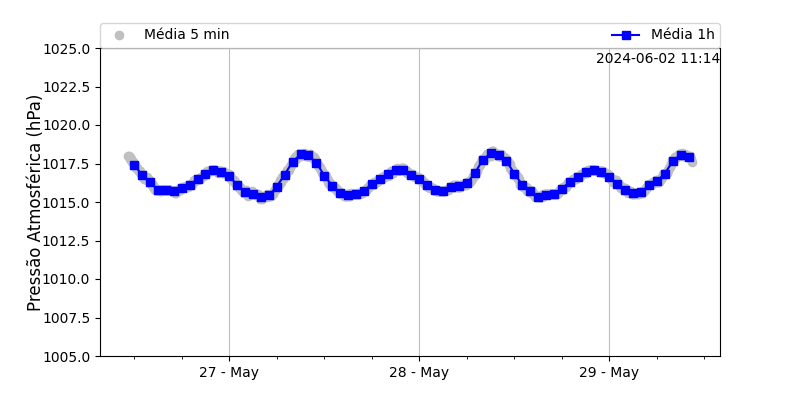 Média 5 min
Média 1h
2024-06-02 11:14
Pressão Atmosférica (hPa)
1025.0
1022.5
1020.0
1017.5
1015.0
1012.5
1010.0
1007.5
1005.0
27 - May
28 - May
29 - May